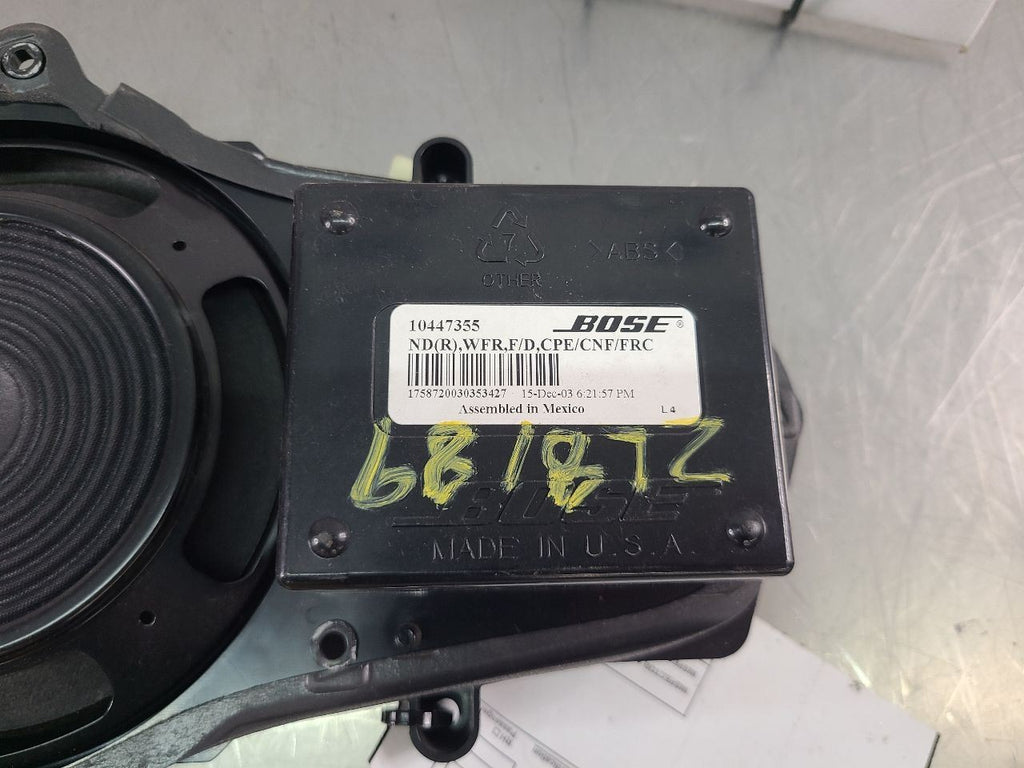 7
OTHER
>ABS<
10447355 BOSE®
ND(R),WFR,F/D,CPE/CNF/FRC
1758720030353427 15-Dec-03 6:21:57 PM
Assembled in Mexico L4
BOSE
MADE IN U.S.A.